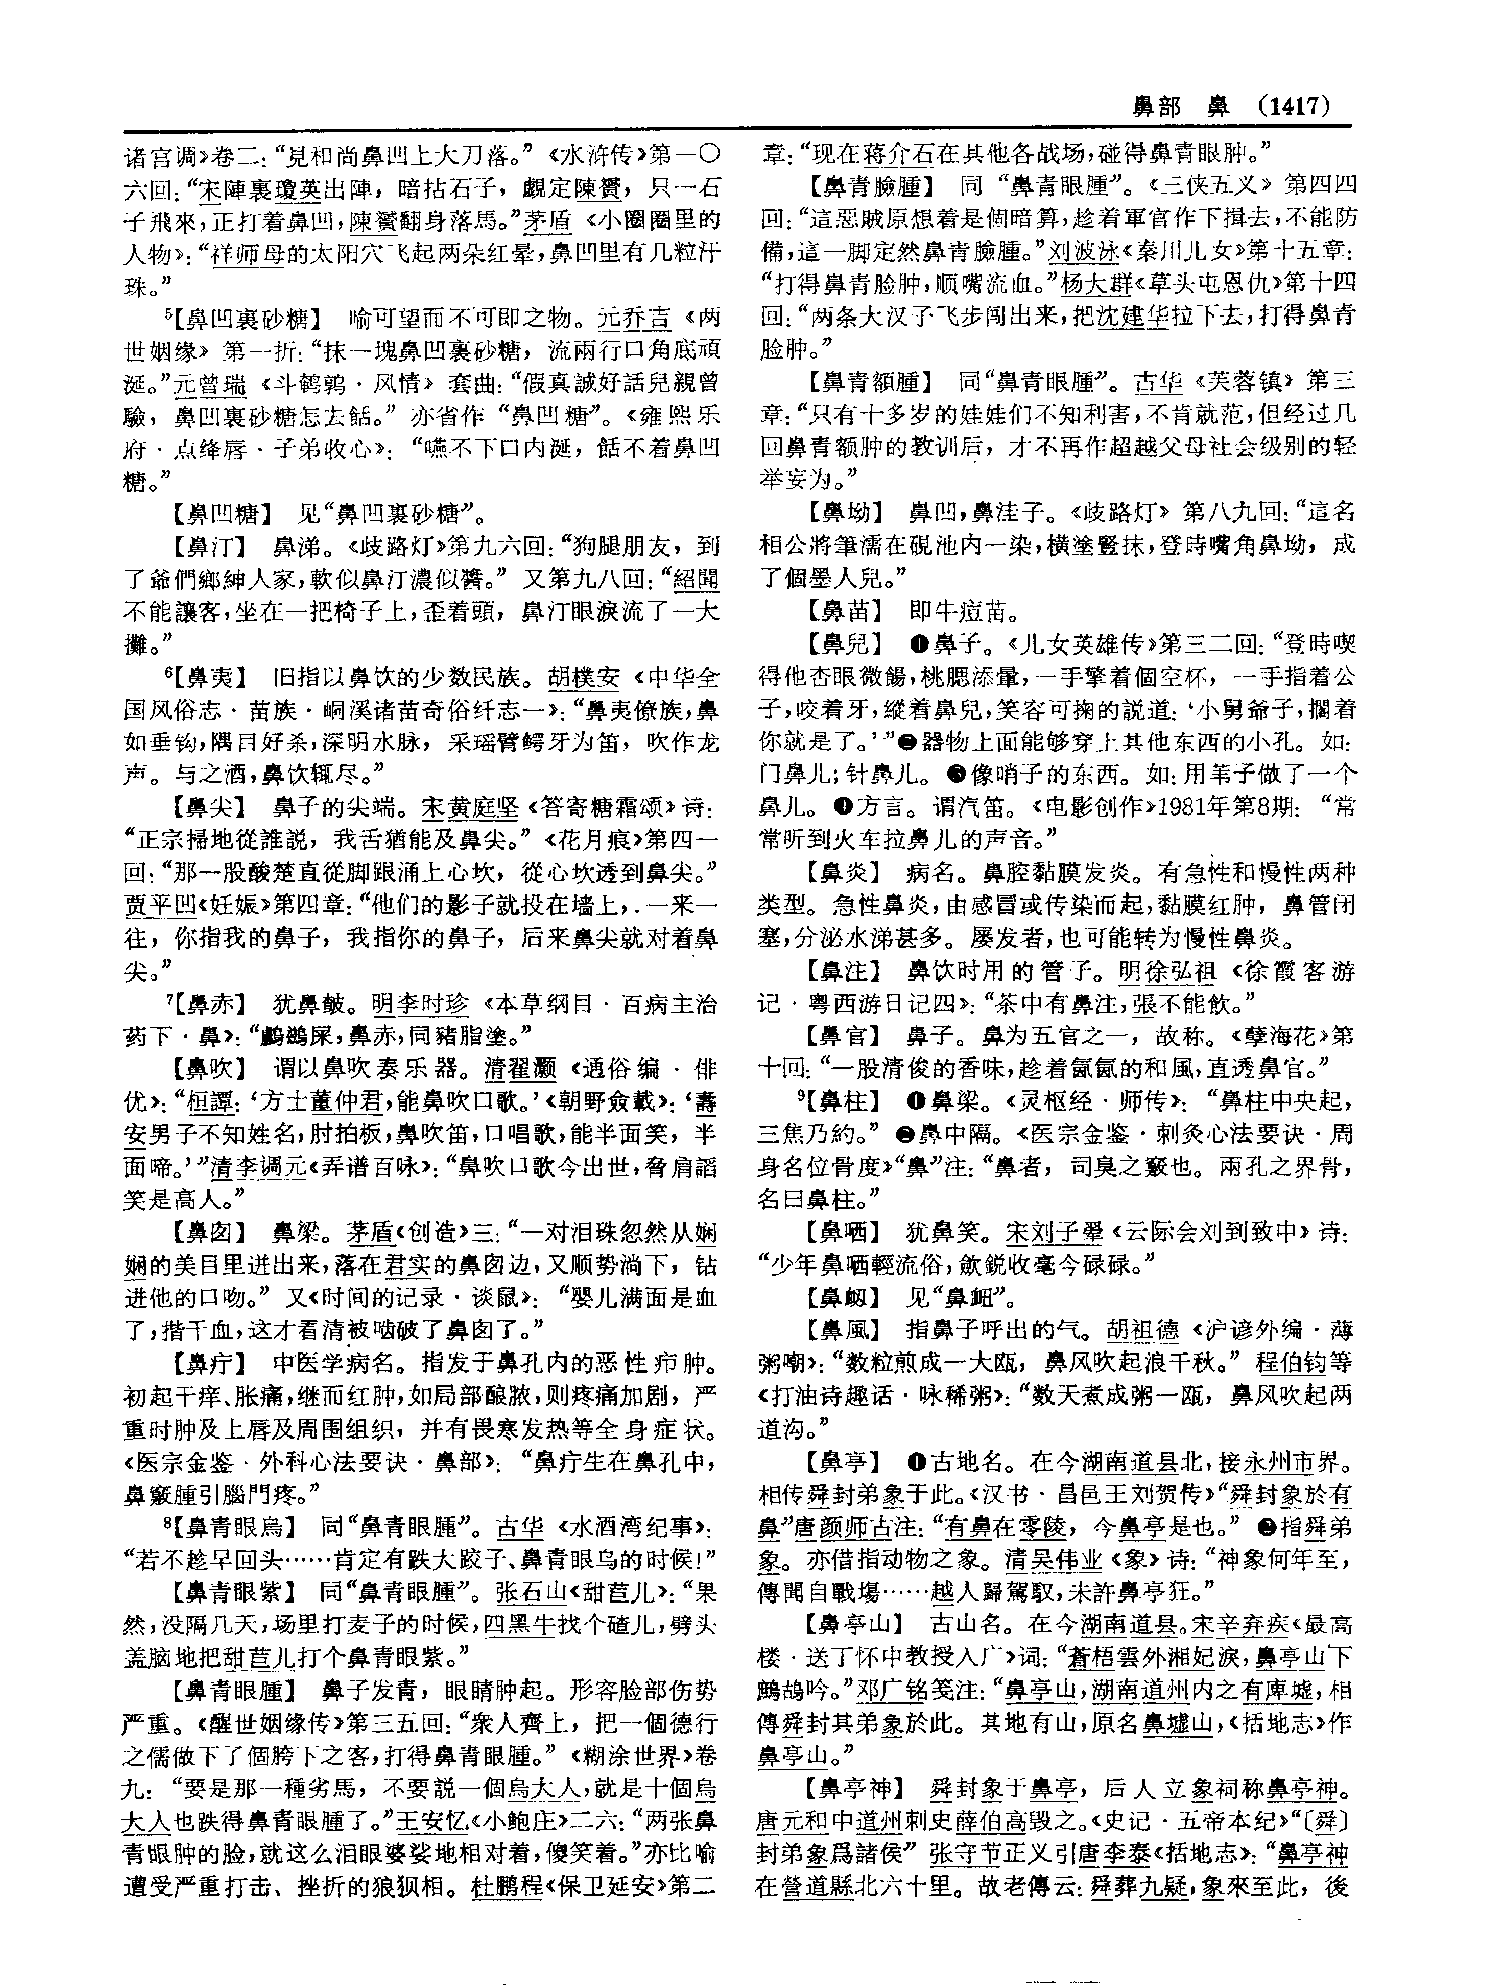 鼻部 鼻 (1417)
诸宫调》卷二：“見和尚鼻凹上大刀落。”《水浒传》第一〇
六回：“宋陣裏瓊英出陣，暗拈石子，覷定陳贇，只一石
子飛來，正打着鼻凹，陳贇翻身落馬。”茅盾《小圈圈里的
人物》：“祥师母的太阳穴飞起两朵红晕，鼻凹里有几粒汗
珠。”
⁵【鼻凹裏砂糖】 喻可望而不可即之物。元乔吉《两
世姻缘》第一折：“抹一塊鼻凹裏砂糖，流兩行口角底頑
涎。”元曾瑞《斗鹌鹑·风情》套曲：“假真誠好話兒親曾
驗，鼻凹裏砂糖怎去餂。”亦省作“鼻凹糖”。《雍熙乐
府·点绛唇·子弟收心》：“嚥不下口内涎，餂不着鼻凹
糖。”
【鼻凹糖】 见“鼻凹裏砂糖”。
【鼻汀】 鼻涕。《歧路灯》第九六回：“狗腿朋友，到
了爺們鄉紳人家，軟似鼻汀濃似醬。”又第九八回：“紹聞
不能讓客，坐在一把椅子上，歪着頭，鼻汀眼淚流了一大
攤。”
⁶【鼻夷】 旧指以鼻饮的少数民族。胡樸安《中华全
国风俗志·苗族·峒溪诸苗奇俗纤志一》：“鼻夷僚族，鼻
如垂钩，隅目好杀，深明水脉，采瑶臂鳄牙为笛，吹作龙
声。与之酒，鼻饮辄尽。”
【鼻尖】 鼻子的尖端。宋黄庭坚《答寄糖霜颂》诗：
“正宗掃地從誰説，我舌猶能及鼻尖。”《花月痕》第四一
回：“那一股酸楚直從脚跟涌上心坎，從心坎透到鼻尖。”
贾平凹《妊娠》第四章：“他们的影子就投在墙上，一来一
往，你指我的鼻子，我指你的鼻子，后来鼻尖就对着鼻
尖。”
⁷【鼻赤】 犹鼻皶。明李时珍《本草纲目·百病主治
药下·鼻》：“鸕鷀屎，鼻赤，同豬脂塗。”
【鼻吹】 谓以鼻吹奏乐器。清翟灏《通俗编·俳
优》：“桓譚：‘方士董仲君，能鼻吹口歌。’《朝野僉載》：‘壽
安男子不知姓名，肘拍板，鼻吹笛，口唱歌，能半面笑，半
面啼。’”清李调元《弄谱百咏》：“鼻吹口歌今出世，脅肩謟
笑是高人。”
【鼻囱】 鼻梁。茅盾《创造》三：“一对泪珠忽然从娴
娴的美目里迸出来，落在君实的鼻囱边，又顺势淌下，钻
进他的口吻。”又《时间的记录·谈鼠》：“婴儿满面是血
了，揩干血，这才看清被啮破了鼻囱了。”
【鼻疔】 中医学病名。指发于鼻孔内的恶性疖肿。
初起干痒、胀痛，继而红肿，如局部酿脓，则疼痛加剧，严
重时肿及上唇及周围组织，并有畏寒发热等全身症状。
《医宗金鉴·外科心法要诀·鼻部》：“鼻疔生在鼻孔中，
鼻竅腫引腦門疼。”
⁸【鼻青眼烏】 同“鼻青眼腫”。古华《水酒湾纪事》：
“若不趁早回头……肯定有跌大跤子、鼻青眼乌的时候！”
【鼻青眼紫】 同“鼻青眼腫”。张石山《甜苣儿》：“果
然，没隔几天，场里打麦子的时候，四黑牛找个碴儿，劈头
盖脑地把甜苣儿打个鼻青眼紫。”
【鼻青眼腫】 鼻子发青，眼睛肿起。形容脸部伤势
严重。《醒世姻缘传》第三五回：“衆人齊上，把一個德行
之儒做下了個胯下之客，打得鼻青眼腫。”《糊涂世界》卷
九：“要是那一種劣馬，不要説一個烏大人，就是十個烏
大人也跌得鼻青眼腫了。”王安忆《小鲍庄》二六：“两张鼻
青眼肿的脸，就这么泪眼婆娑地相对着，傻笑着。”亦比喻
遭受严重打击、挫折的狼狈相。杜鹏程《保卫延安》第二
章：“现在蒋介石在其他各战场，碰得鼻青眼肿。”
【鼻青臉腫】 同“鼻青眼腫”。《三侠五义》第四四
回：“這惡賊原想着是個暗算，趁着軍官作下揖去，不能防
備，這一脚定然鼻青臉腫。”刘波泳《秦川儿女》第十五章：
“打得鼻青脸肿，顺嘴流血。”杨大群《草头屯恩仇》第十四
回：“两条大汉子飞步闯出来，把沈建华拉下去，打得鼻青
脸肿。”
【鼻青額腫】 同“鼻青眼腫”。古华《芙蓉镇》第三
章：“只有十多岁的娃娃们不知利害，不肯就范，但经过几
回鼻青额肿的教训后，才不再作超越父母社会级别的轻
举妄为。”
【鼻坳】 鼻凹，鼻洼子。《歧路灯》第八九回：“這名
相公將筆濡在硯池内一染，橫塗豎抹，登時嘴角鼻坳，成
了個墨人兒。”
【鼻苗】 即牛痘苗。
【鼻兒】 ❶鼻子。《儿女英雄传》第三二回：“登時喫
得他杏眼微餳，桃腮添暈，一手擎着個空杯，一手指着公
子，咬着牙，縱着鼻兒，笑容可掬的説道：‘小舅爺子，擱着
你就是了。’”❷器物上面能够穿上其他东西的小孔。如：
门鼻儿；针鼻儿。❸像哨子的东西。如：用苇子做了一个
鼻儿。❹方言。谓汽笛。《电影创作》1981年第8期：“常
常听到火车拉鼻儿的声音。”
【鼻炎】 病名。鼻腔黏膜发炎。有急性和慢性两种
类型。急性鼻炎，由感冒或传染而起，黏膜红肿，鼻管闭
塞，分泌水涕甚多。屡发者，也可能转为慢性鼻炎。
【鼻注】 鼻饮时用的管子。明徐弘祖《徐霞客游
记·粤西游日记四》：“茶中有鼻注，張不能飲。”
【鼻官】 鼻子。鼻为五官之一，故称。《孽海花》第
十回：“一股清俊的香味，趁着氤氲的和風，直透鼻官。”
⁹【鼻柱】 ❶鼻梁。《灵枢经·师传》：“鼻柱中央起，
三焦乃約。”❷鼻中隔。《医宗金鉴·刺灸心法要诀·周
身名位骨度》“鼻”注：“鼻者，司臭之竅也。兩孔之界骨，
名曰鼻柱。”
【鼻哂】 犹鼻笑。宋刘子翚《云际会刘到致中》诗：
“少年鼻哂輕流俗，斂鋭收毫今碌碌。”
【鼻衂】 见“鼻衄”。
【鼻風】 指鼻子呼出的气。胡祖德《沪谚外编·薄
粥嘲》：“数粒煎成一大瓯，鼻风吹起浪千秋。”程伯钧等
《打油诗趣话·咏稀粥》：“数天煮成粥一瓯，鼻风吹起两
道沟。”
【鼻亭】 ❶古地名。在今湖南道县北，接永州市界。
相传舜封弟象于此。《汉书·昌邑王刘贺传》“舜封象於有
鼻”唐颜师古注：“有鼻在零陵，今鼻亭是也。”❷指舜弟
象。亦借指动物之象。清吴伟业《象》诗：“神象何年至，
傳聞自戰場……越人歸駕馭，未許鼻亭狂。”
【鼻亭山】 古山名。在今湖南道县。宋辛弃疾《最高
楼·送丁怀中教授入广》词：“蒼梧雲外湘妃淚，鼻亭山下
鷓鴣吟。”邓广铭笺注：“鼻亭山，湖南道州内之有庳墟，相
傳舜封其弟象於此。其地有山，原名鼻墟山，《括地志》作
鼻亭山。”
【鼻亭神】 舜封象于鼻亭，后人立象祠称鼻亭神。
唐元和中道州刺史薛伯高毁之。《史记·五帝本纪》“〔舜〕
封弟象爲諸侯”张守节正义引唐李泰《括地志》：“鼻亭神
在營道縣北六十里。故老傳云：舜葬九疑，象來至此，後